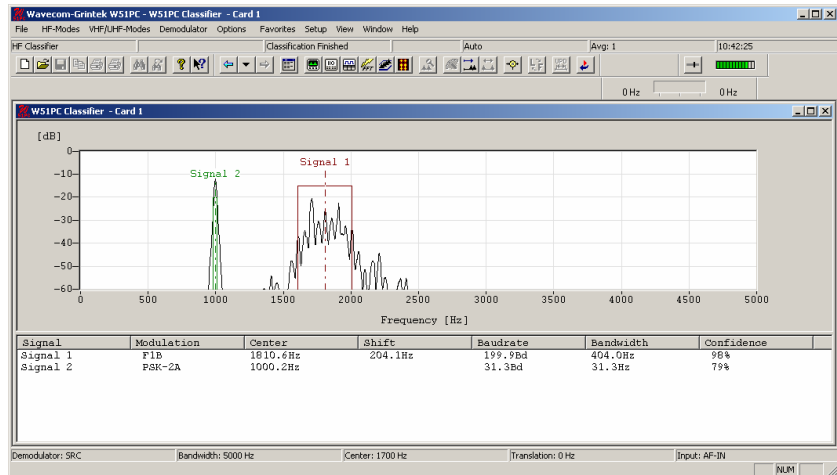 Wavecom-Grintek W51PC - W51PC Classifier - Card 1
File HF-Modes VHF/UHF-Modes Demodulator Options Favorites Setup View Window Help
HF Classifier Classification Finished Auto Avg: 1 10:42:25
0 Hz 0 Hz
W51PC Classifier - Card 1
[dB]
0
Signal 1
-10
Signal 2
-20
-30
-40
-50
-60
0 500 1000 1500 2000 2500 3000 3500 4000 4500 5000
Frequency [Hz]
Signal Modulation Center Shift Baudrate Bandwidth Confidence
Signal 1 F1B 1810.6Hz 204.1Hz 199.9Bd 404.0Hz 98%
Signal 2 PSK-2A 1000.2Hz 31.3Bd 31.3Hz 79%
Demodulator: SRC Bandwidth: 5000 Hz Center: 1700 Hz Translation: 0 Hz Input: AF-IN
NUM